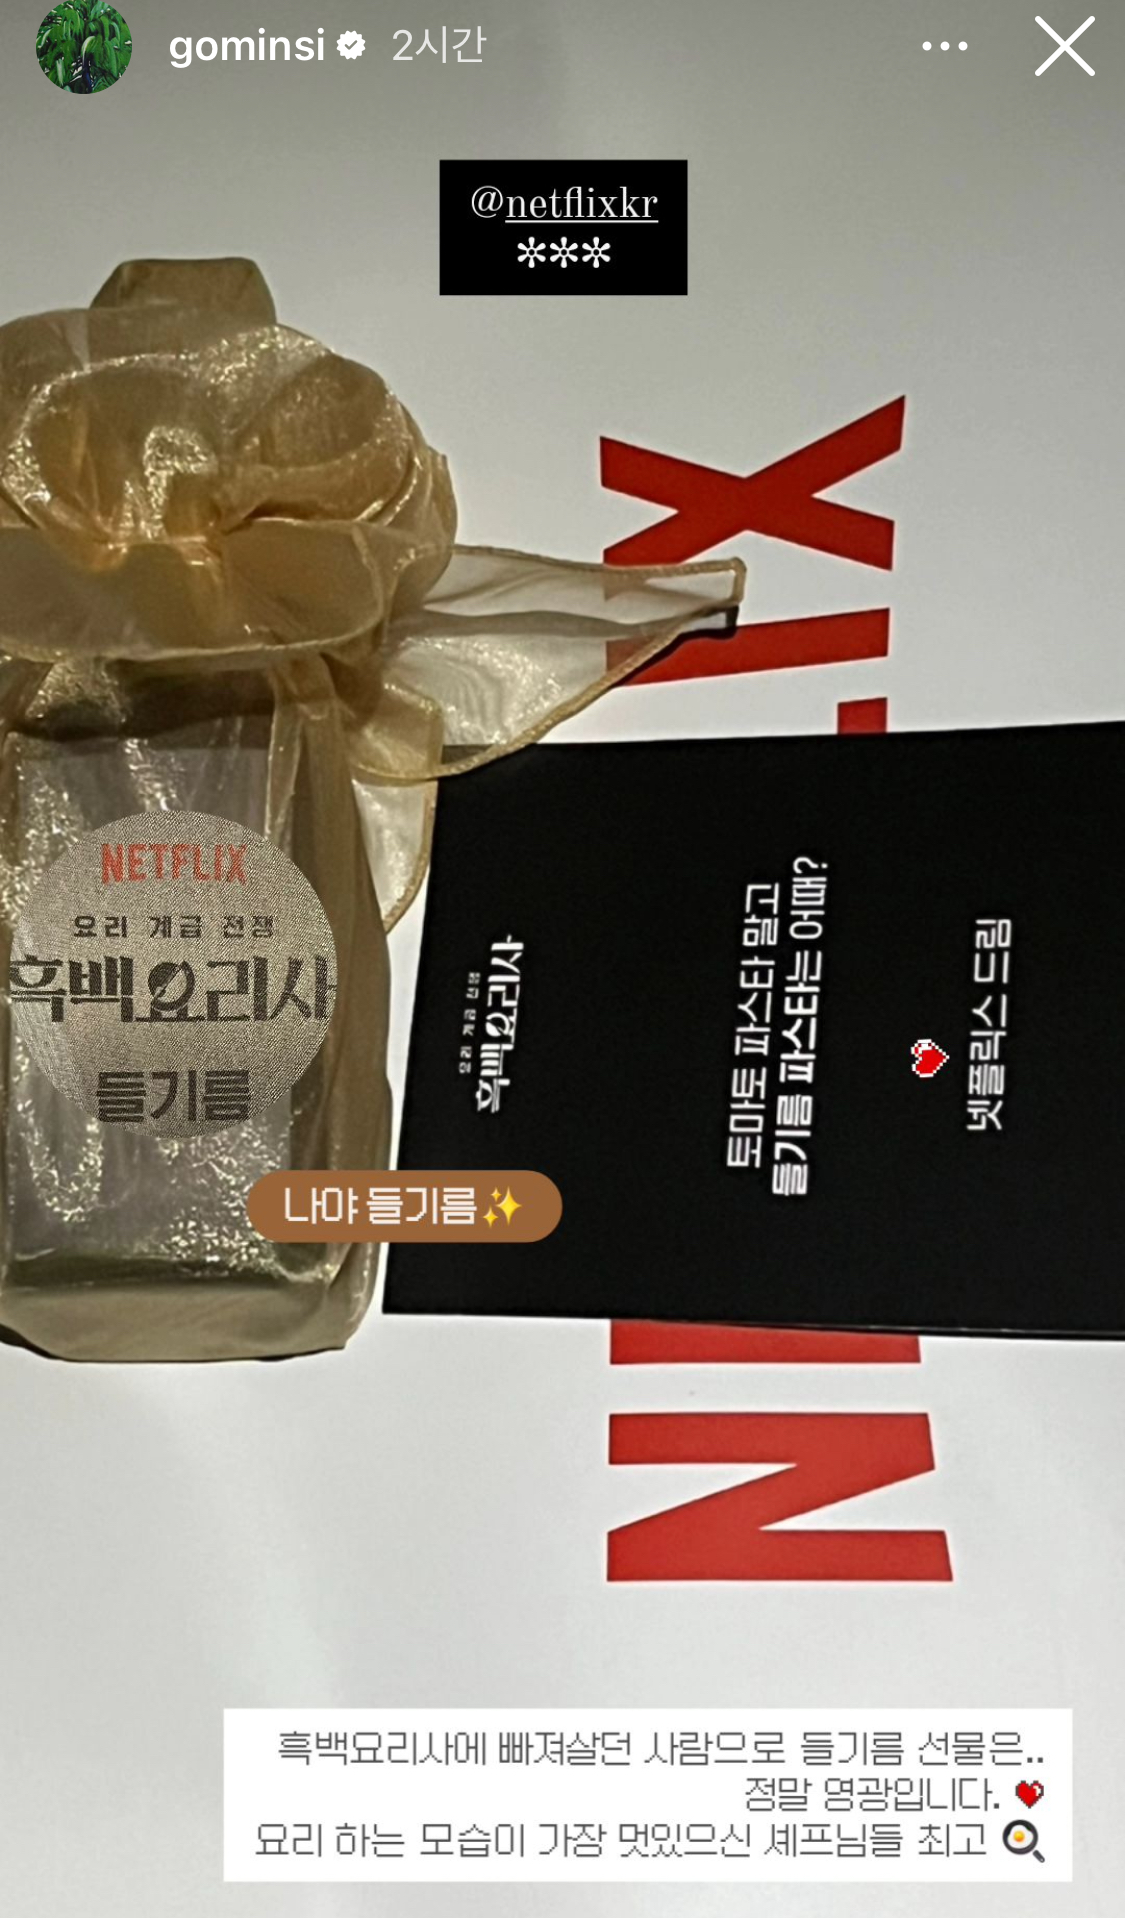 gominsi 2시간
@netflixkr
***
NETFLIX
요리 계급 전쟁
흑백요리사
들기름
요리 계급 전쟁
흑백요리사
토마토 파스타 말고
들기름 파스타는 어때?
넷플릭스 드림
나야 들기름✨
흑백요리사에 빠져살던 사람으로 들기름 선물은..
정말 영광입니다. ❤️
요리 하는 모습이 가장 멋있으신 셰프님들 최고 🍳